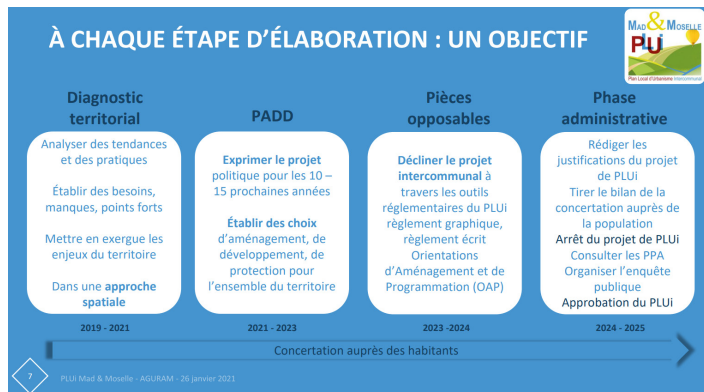 À CHAQUE ÉTAPE D'ÉLABORATION : UN OBJECTIF
MAD & MOSELLE
PLUi
Plan Local d'Urbanisme Intercommunal
Diagnostic
territorial
Analyser des tendances
et des pratiques
Établir des besoins,
manques, points forts
Mettre en exergue les
enjeux du territoire
Dans une approche
spatiale
2019 - 2021
PADD
Exprimer le projet
politique pour les 10 –
15 prochaines années
Établir des choix
d'aménagement, de
développement, de
protection pour
l'ensemble du territoire
2021 - 2023
Pièces
opposables
Décliner le projet
intercommunal à
travers les outils
réglementaires du PLUi
règlement graphique,
règlement écrit
Orientations
d'Aménagement et de
Programmation (OAP)
2023 -2024
Phase
administrative
Rédiger les
justifications du projet
de PLUi
Tirer le bilan de la
concertation auprès de
la population
Arrêt du projet de PLUi
Consulter les PPA
Organiser l'enquête
publique
Approbation du PLUi
2024 - 2025
Concertation auprès des habitants
7
PLUi Mad & Moselle - AGURAM - 26 janvier 2021